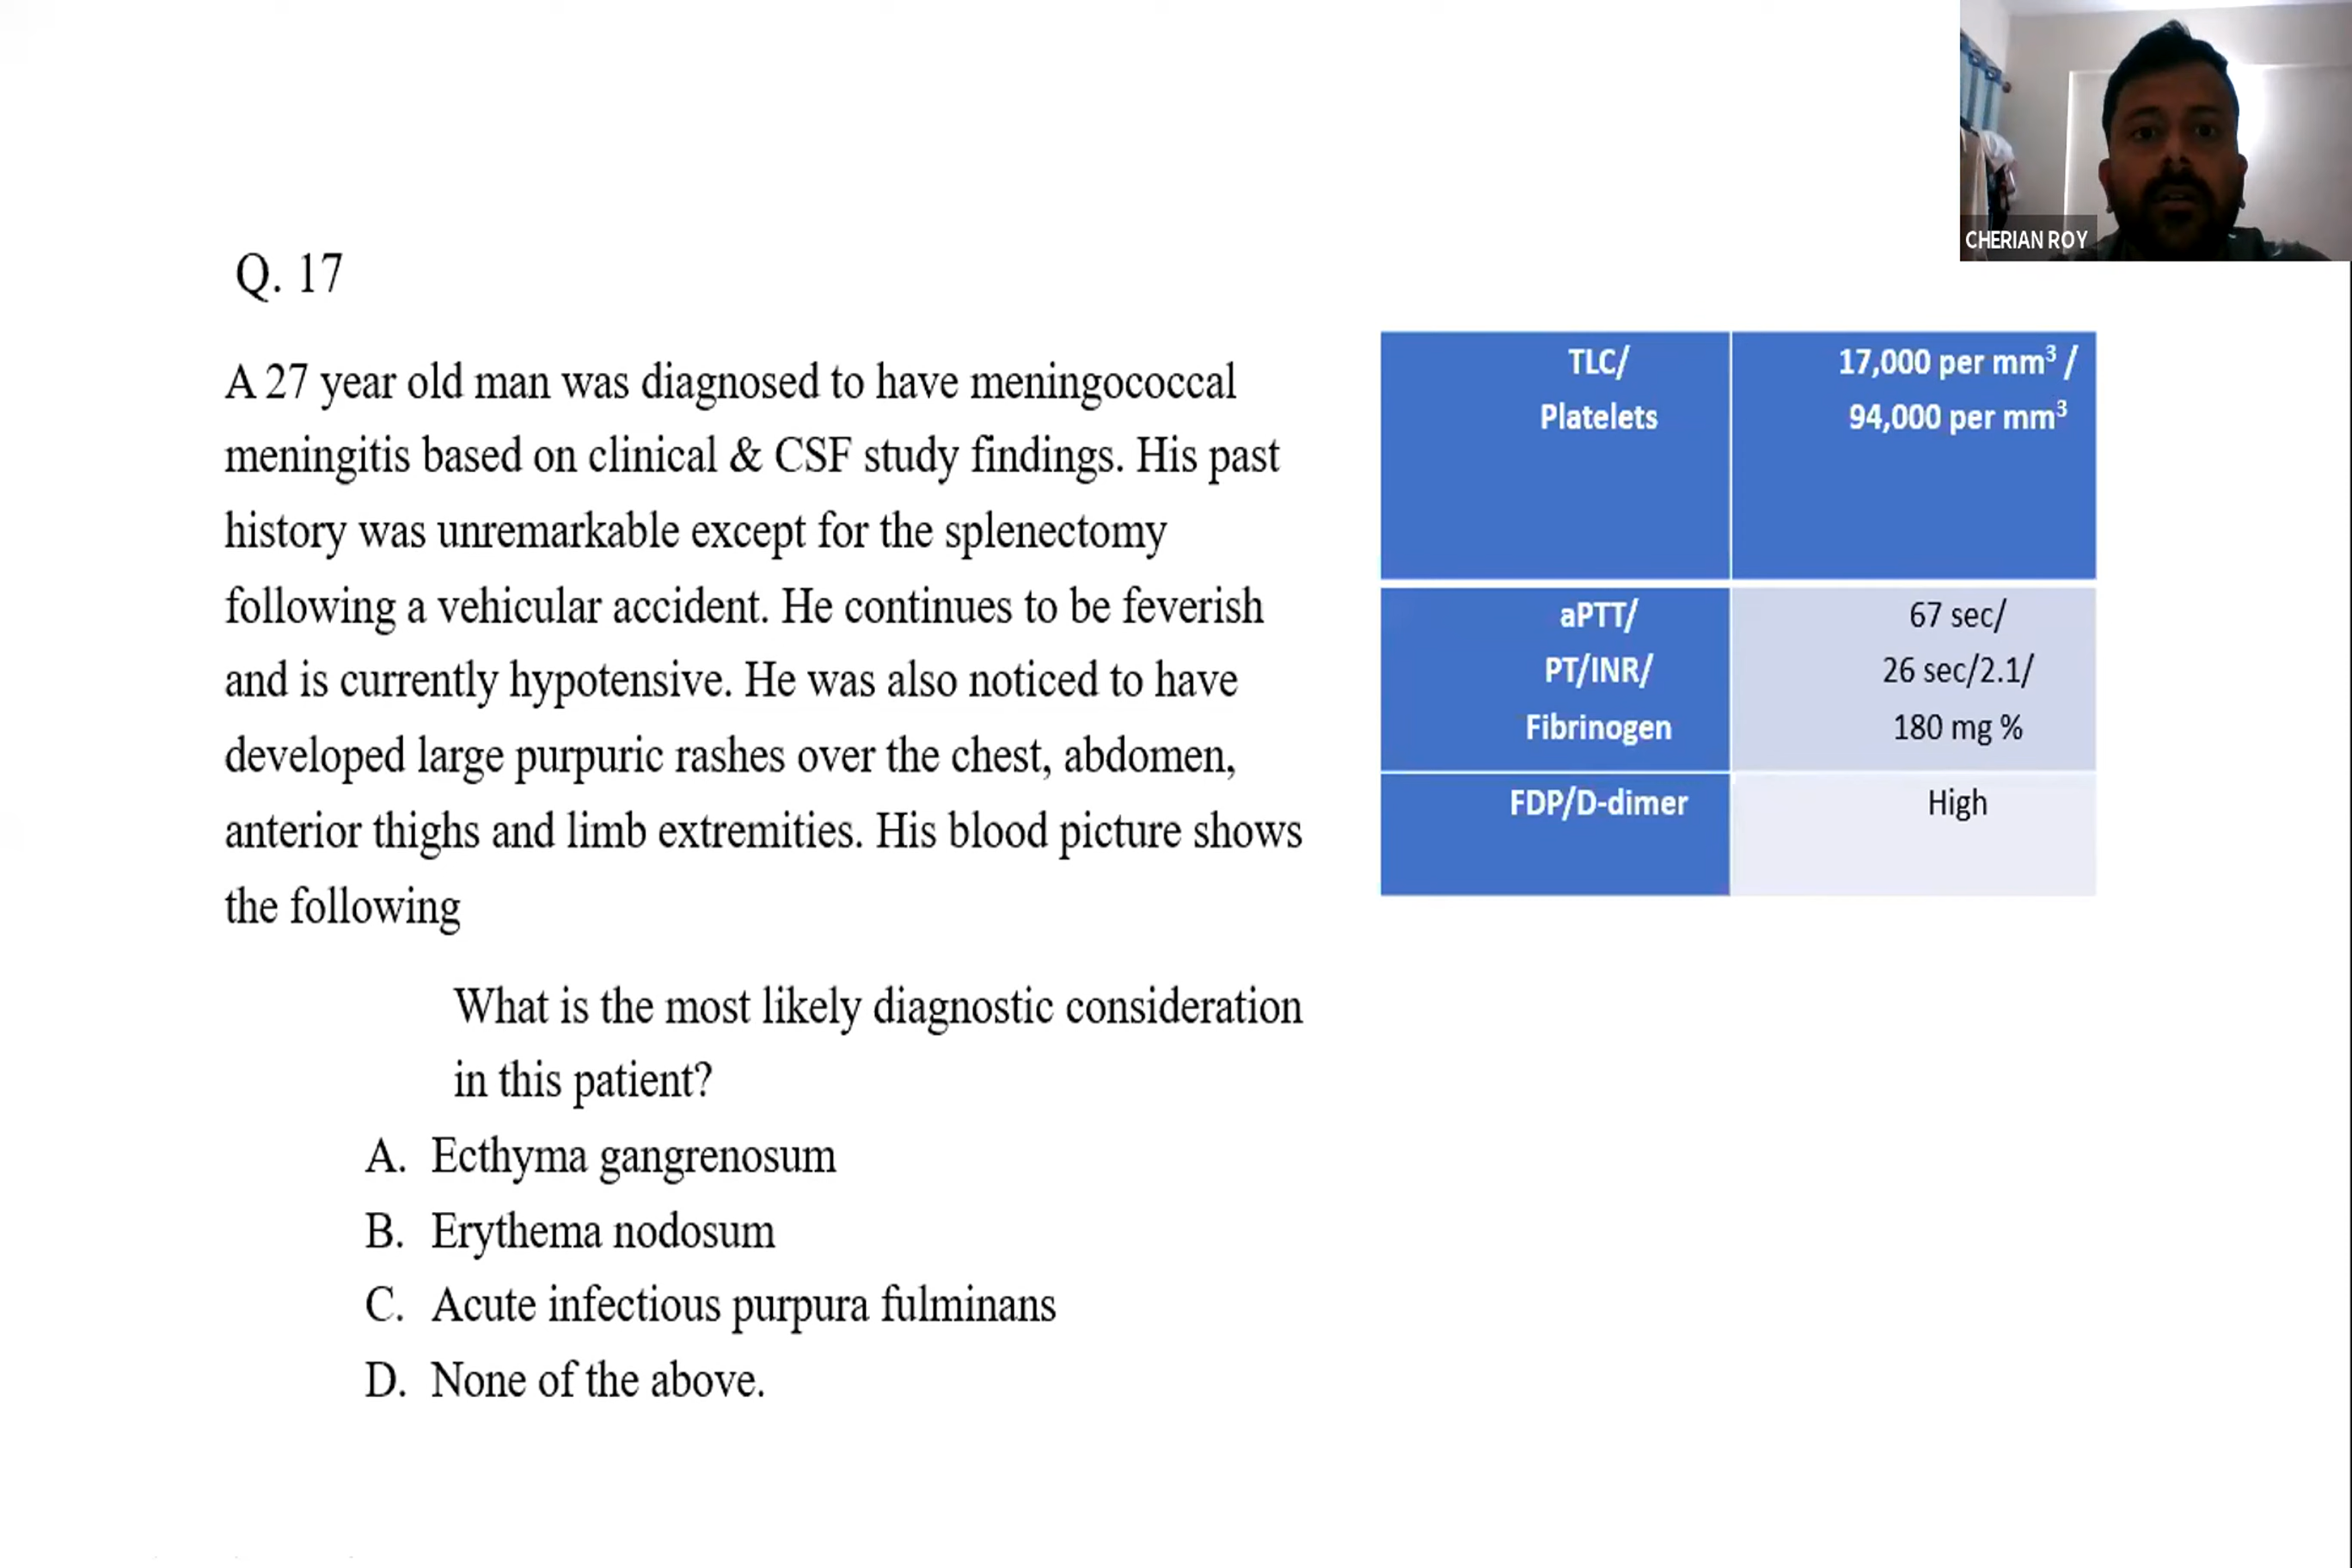 CHERIAN ROY
Q. 17
A 27 year old man was diagnosed to have meningococcal
meningitis based on clinical & CSF study findings. His past
history was unremarkable except for the splenectomy
following a vehicular accident. He continues to be feverish
and is currently hypotensive. He was also noticed to have
developed large purpuric rashes over the chest, abdomen,
anterior thighs and limb extremities. His blood picture shows
the following
What is the most likely diagnostic consideration
in this patient?
A. Ecthyma gangrenosum
B. Erythema nodosum
C. Acute infectious purpura fulminans
D. None of the above.
TLC/ 17,000 per mm³ /
Platelets 94,000 per mm³
aPTT/ 67 sec/
PT/INR/ 26 sec/2.1/
Fibrinogen 180 mg %
FDP/D-dimer High